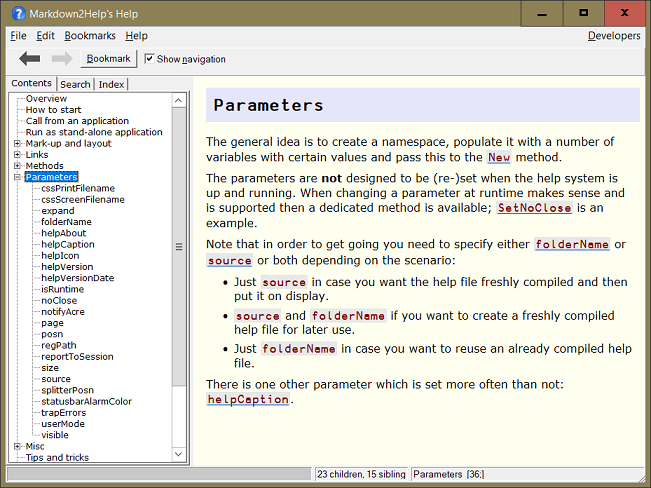 Markdown2Help's Help
File Edit Bookmarks Help Developers
Bookmark Show navigation
Contents Search Index
Overview
How to start
Call from an application
Run as stand-alone application
Mark-up and layout
Links
Methods
Parameters
cssPrintFilename
cssScreenFilename
expand
folderName
helpAbout
helpCaption
helpIcon
helpVersion
helpVersionDate
isRuntime
noClose
notifyAcre
page
posn
regPath
reportToSession
size
source
splitterPosn
statusbarAlarmColor
trapErrors
userMode
visible
Misc
Tips and tricks
Parameters
The general idea is to create a namespace, populate it with a number of
variables with certain values and pass this to the New method.
The parameters are not designed to be (re-)set when the help system is
up and running. When changing a parameter at runtime makes sense and
is supported then a dedicated method is available; SetNoClose is an
example.
Note that in order to get going you need to specify either folderName or
source or both depending on the scenario:
• Just source in case you want the help file freshly compiled and then
put it on display.
• source and folderName if you want to create a freshly compiled
help file for later use.
• Just folderName in case you want to reuse an already compiled help
file.
There is one other parameter which is set more often than not:
helpCaption.
23 children, 15 sibling Parameters [36;]